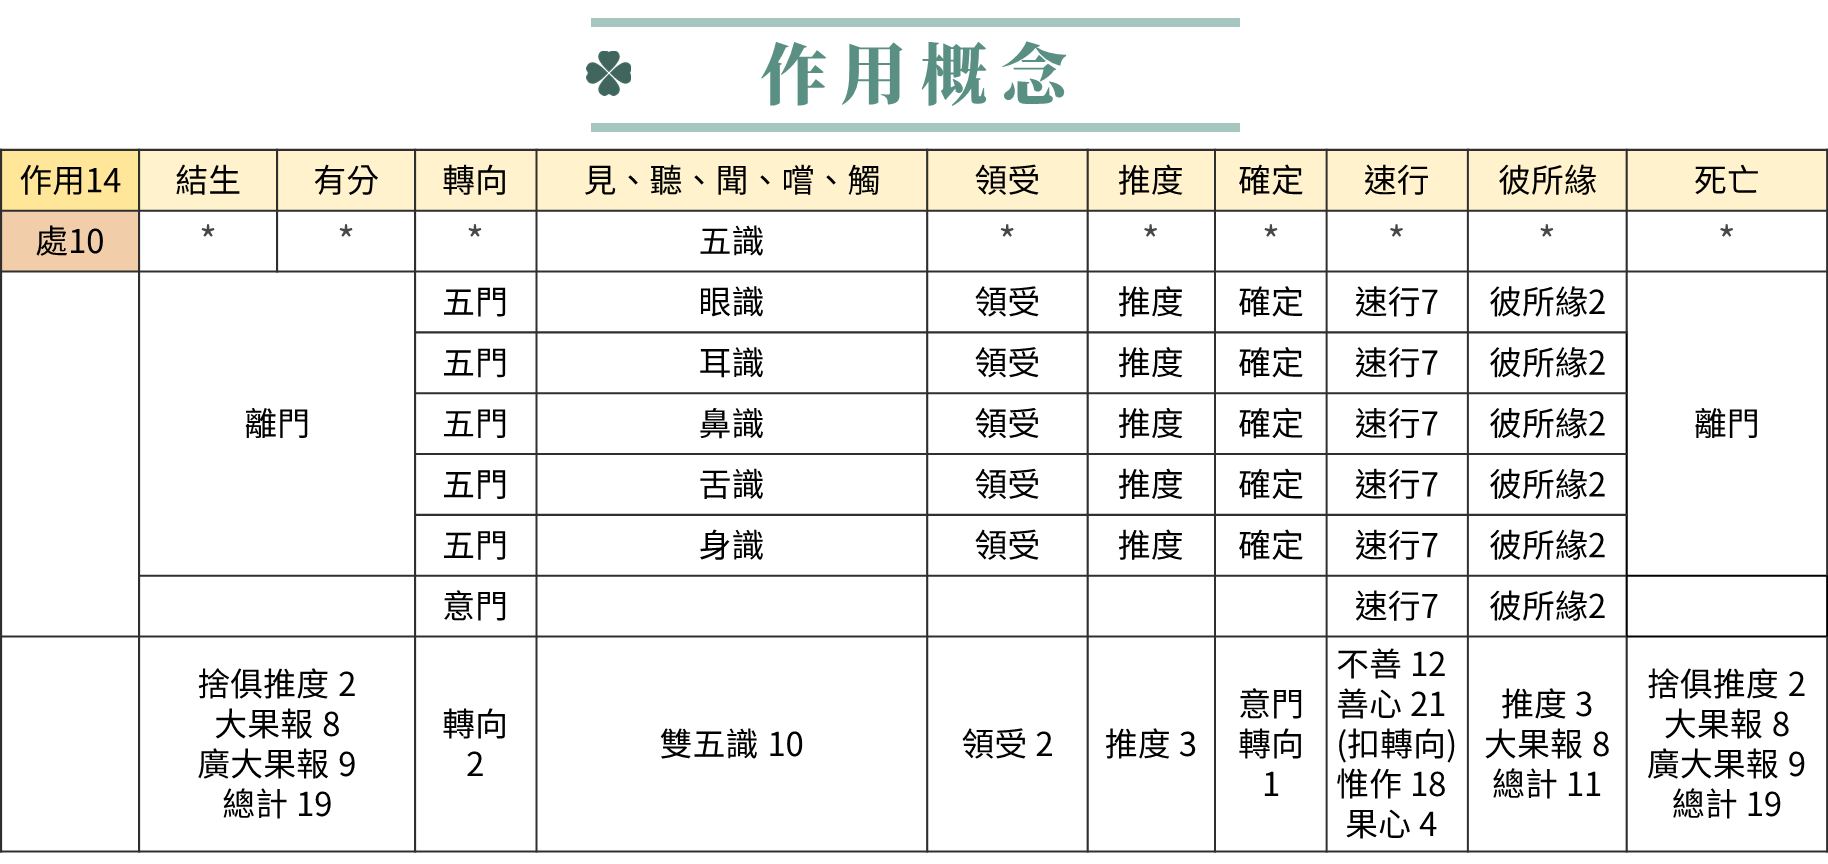 作用概念
作用14 結生 有分 轉向 見、聽、聞、嚐、觸 領受 推度 確定 速行 彼所緣 死亡
處10 * * * 五識 * * * * * *
五門 眼識 領受 推度 確定 速行7 彼所緣2
五門 耳識 領受 推度 確定 速行7 彼所緣2
離門 五門 鼻識 領受 推度 確定 速行7 彼所緣2 離門
五門 舌識 領受 推度 確定 速行7 彼所緣2
五門 身識 領受 推度 確定 速行7 彼所緣2
意門 速行7 彼所緣2
捨俱推度 2
大果報 8
廣大果報 9
總計 19
轉向
2
雙五識 10
領受 2
推度 3
意門
轉向
1
不善 12
善心 21
(扣轉向)
惟作 18
果心 4
推度 3
大果報 8
總計 11
捨俱推度 2
大果報 8
廣大果報 9
總計 19